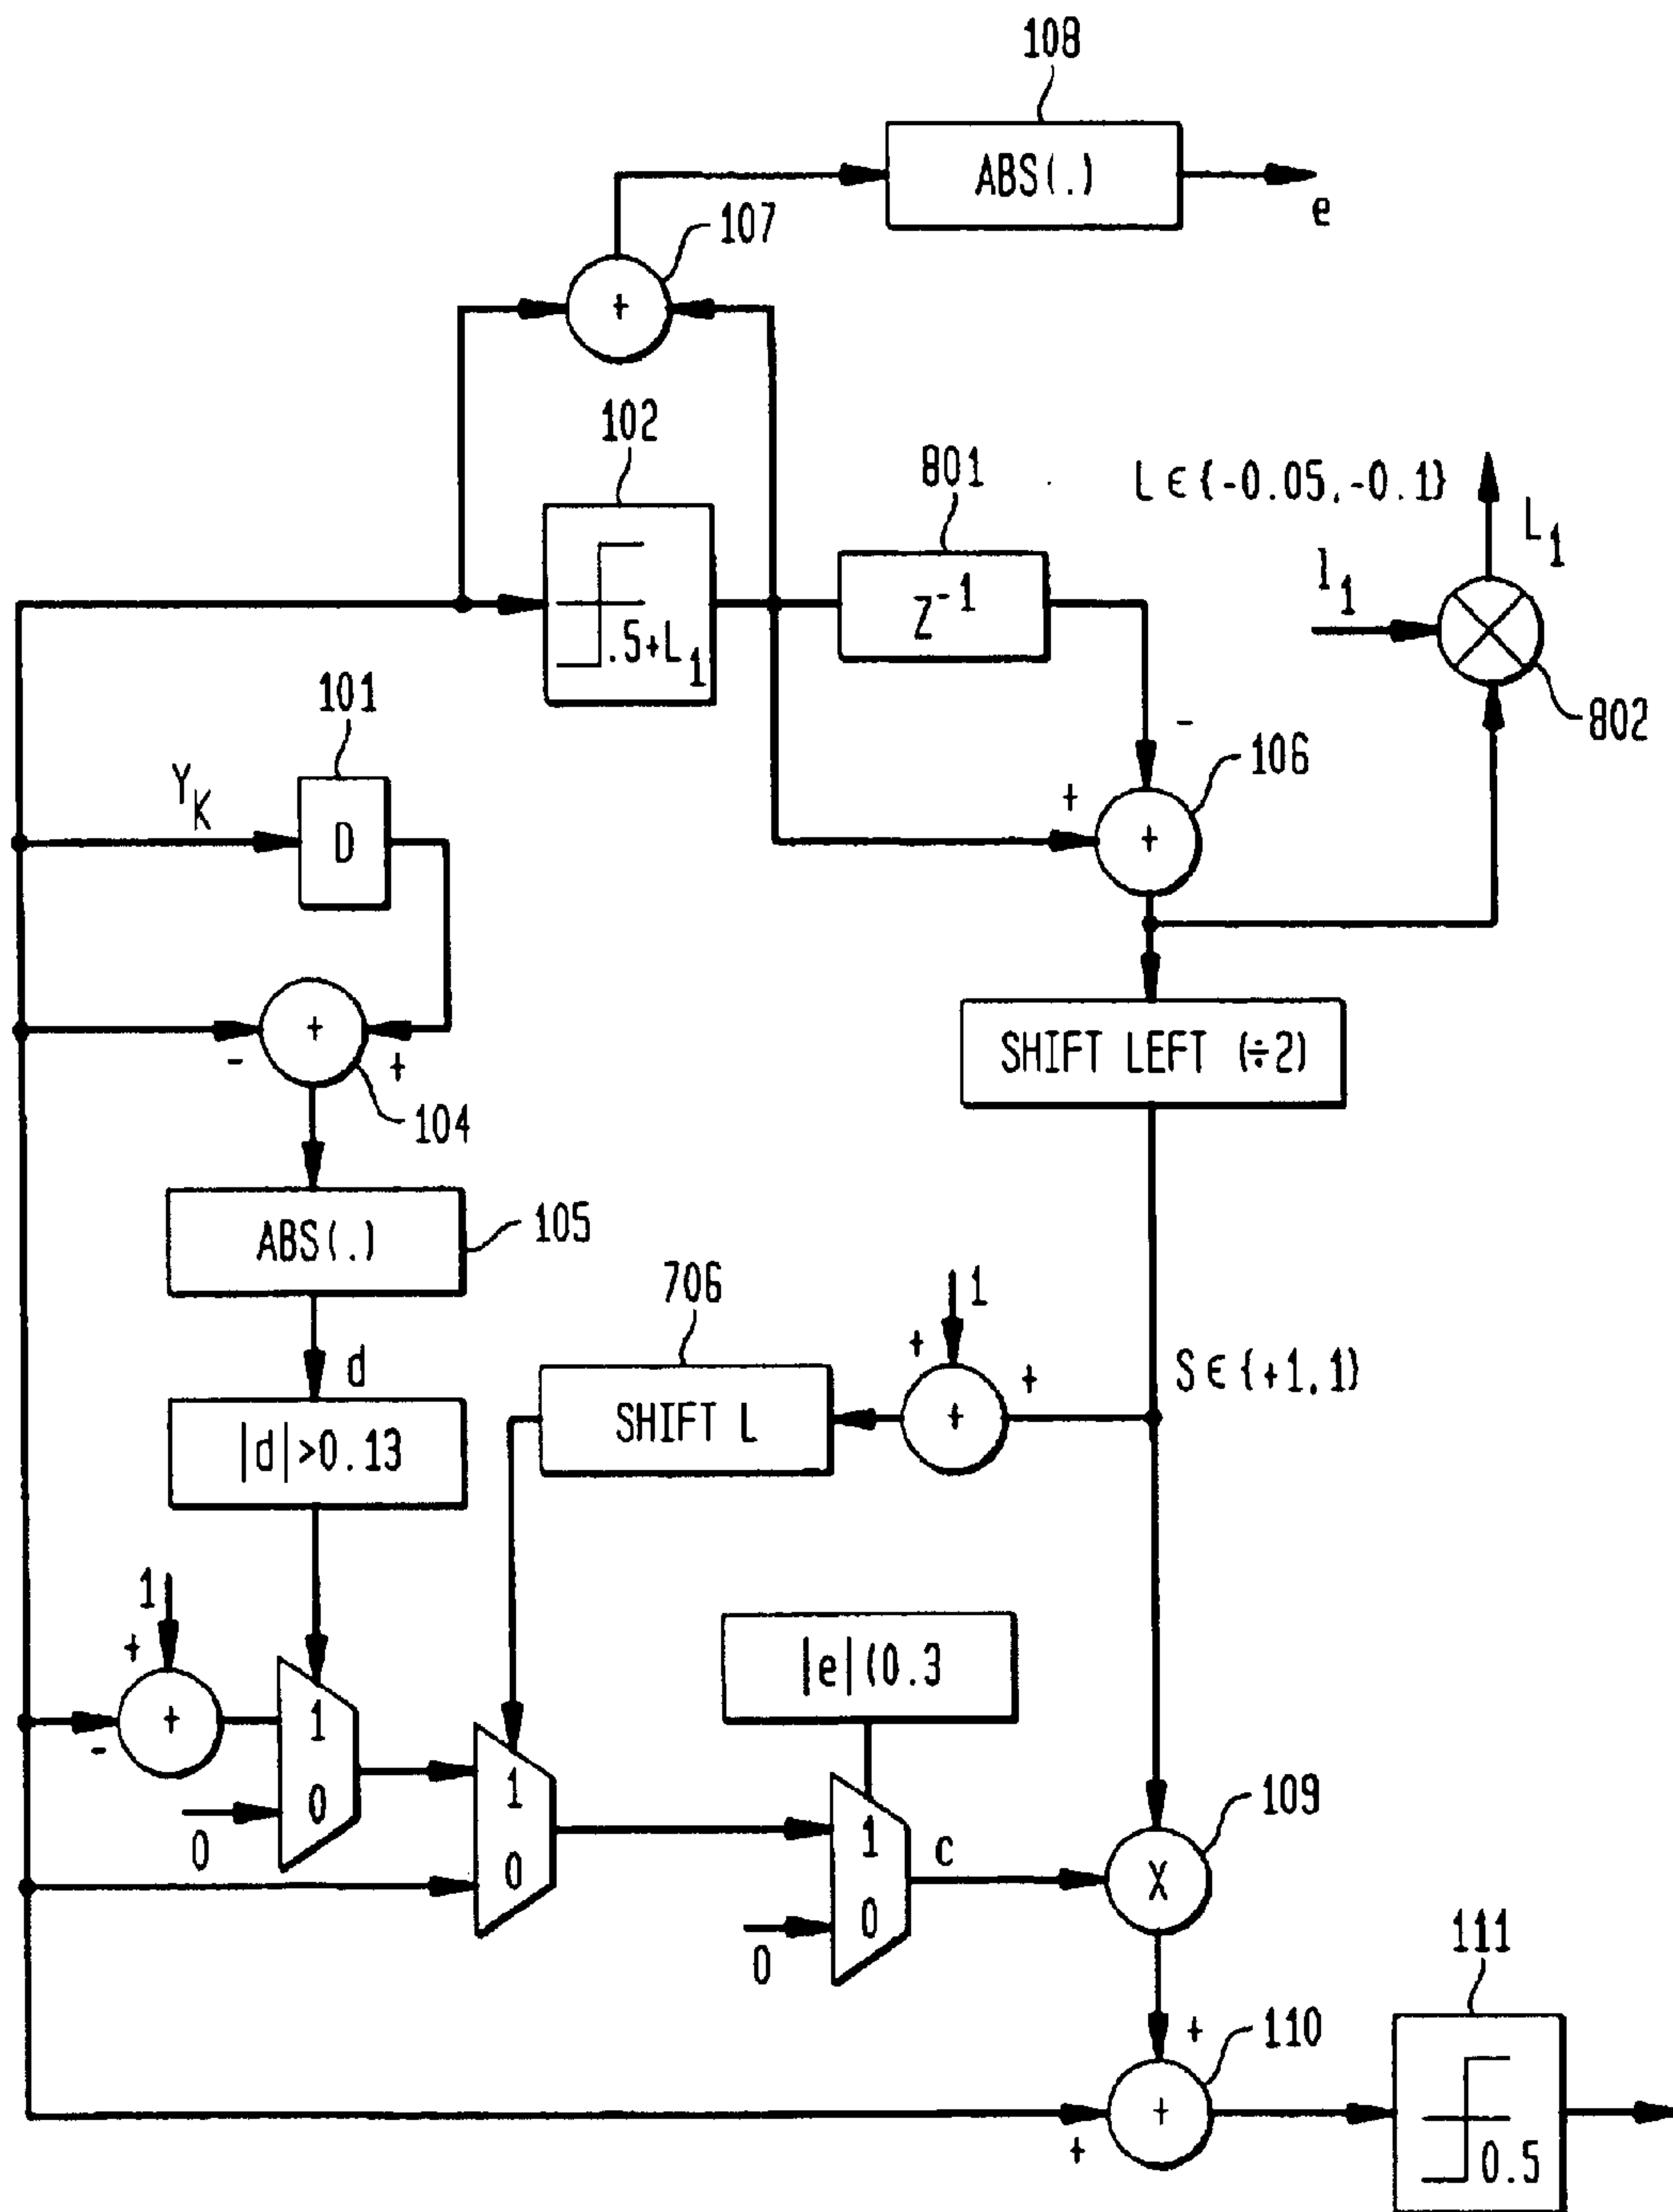 108
ABS(.)
e
107
+
102
801
L ϵ {-0.05,-0.1}
L1
l1
.5+L1
Z-1
802
101
YK
D
-
106
+
+
+
-
+
104
SHIFT LEFT (÷2)
ABS(.)
105
706
1
+
+
S ϵ {+1,1}
d
SHIFT L
+
|d|>0.13
1
+
|e|(0.3
+
-
1
0
0
1
0
109
1
0
0
C
X
111
+
110
+
+
0.5